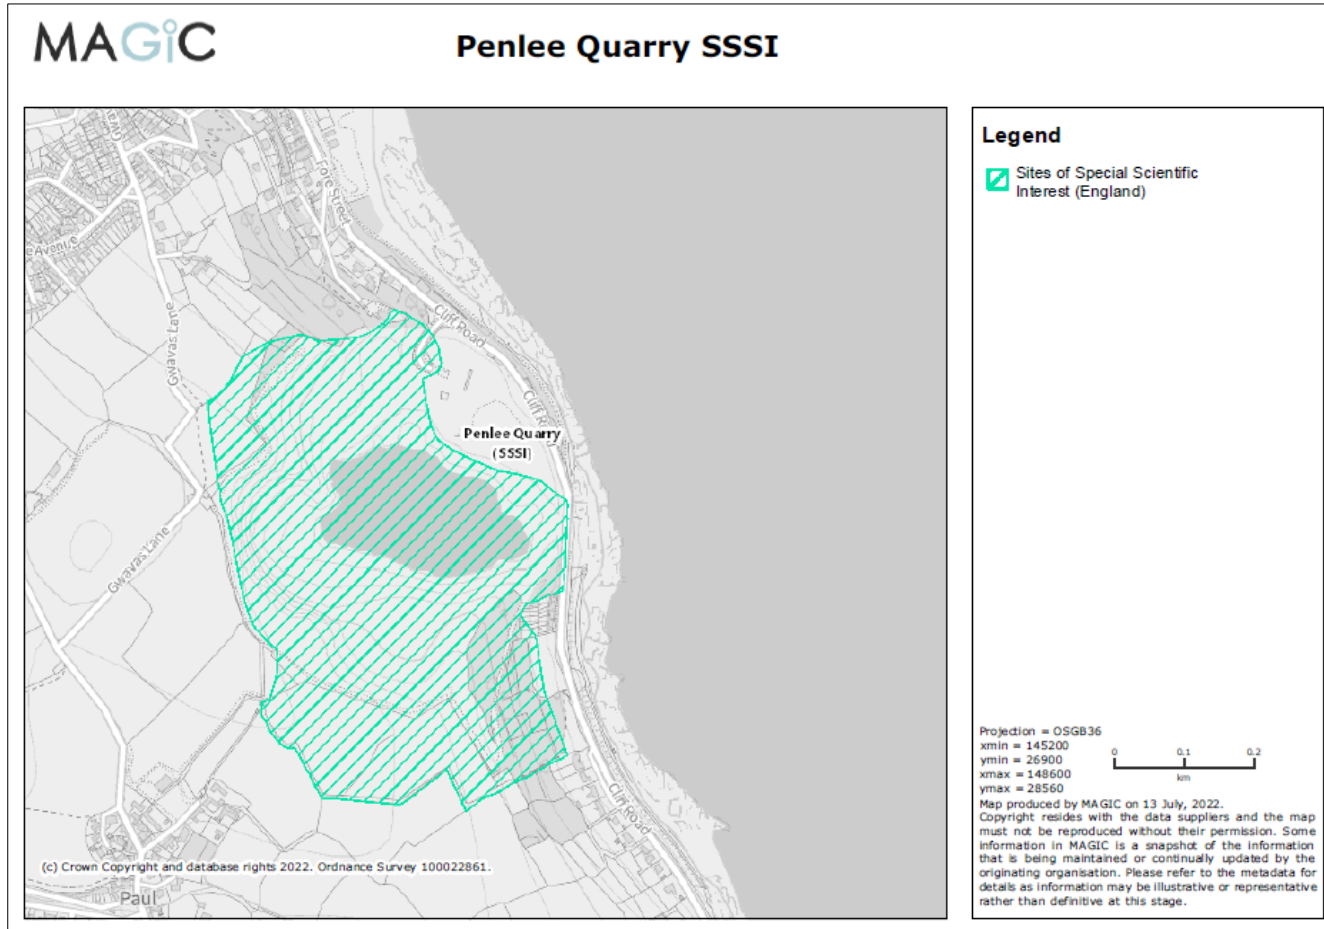 MAGiC
Penlee Quarry SSSI
Fore Street
e Avenue
Gwavas Lane
Cliff Road
Cliff R
Penlee Quarry
(SSSI)
Gwavas Lane
Cliff Road
(c) Crown Copyright and database rights 2022. Ordnance Survey 100022861.
Paul
Legend
Sites of Special Scientific
Interest (England)
Projection = OSGB36
xmin = 145200
ymin = 26900
xmax = 148600
ymax = 28560
0 0.1 0.2
km
Map produced by MAGIC on 13 July, 2022.
Copyright resides with the data suppliers and the map
must not be reproduced without their permission. Some
information in MAGIC is a snapshot of the information
that is being maintained or continually updated by the
originating organisation. Please refer to the metadata for
details as information may be illustrative or representative
rather than definitive at this stage.